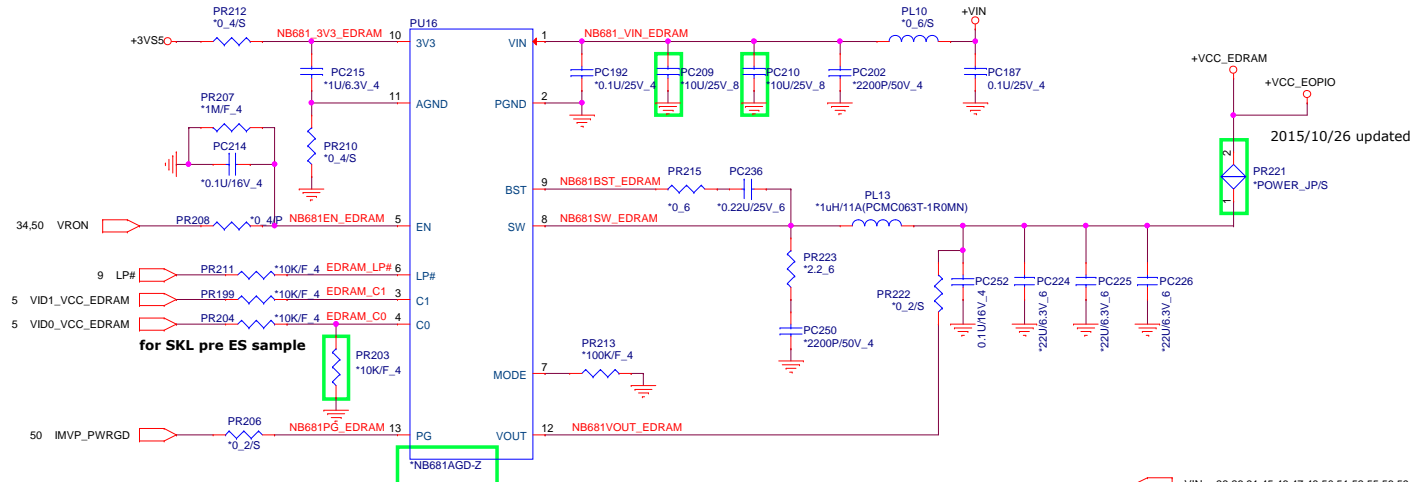 PR212
*0_4/S
+3VS5
NB681_3V3_EDRAM
10
3V3
PU16
VIN
1
NB681_VIN_EDRAM
PL10
*0_6/S
+VIN
PC215
*1U/6.3V_4
11
AGND
PR210
*0_4/S
PGND
2
PC192
*0.1U/25V_4
PC209
*10U/25V_8
PC210
*10U/25V_8
PC202
*2200P/50V_4
PC187
0.1U/25V_4
+VCC_EDRAM
+VCC_EOPIO
2015/10/26 updated
2
PR221
*POWER_JP/S
1
PR207
*1M/F_4
PC214
*0.1U/16V_4
34,50 VRON
PR208
*0_4/P
NB681EN_EDRAM
5
EN
BST
9
NB681BST_EDRAM
PR215
*0_6
PC236
*0.22U/25V_6
SW
8
NB681SW_EDRAM
PL13
*1uH/11A(PCMC063T-1R0MN)
9 LP#
PR211
*10K/F_4
EDRAM_LP#
6
LP#
5 VID1_VCC_EDRAM
PR199
*10K/F_4
EDRAM_C1
3
C1
5 VID0_VCC_EDRAM
PR204
*10K/F_4
EDRAM_C0
4
C0
for SKL pre ES sample
PR203
*10K/F_4
PR223
*2.2_6
PC250
*2200P/50V_4
PR222
*0_2/S
PC252
0.1U/16V_4
PC224
*22U/6.3V_6
PC225
*22U/6.3V_6
PC226
*22U/6.3V_6
MODE
7
PR213
*100K/F_4
50 IMVP_PWRGD
PR206
*0_2/S
NB681PG_EDRAM
13
PG
VOUT
12
NB681VOUT_EDRAM
*NB681AGD-Z